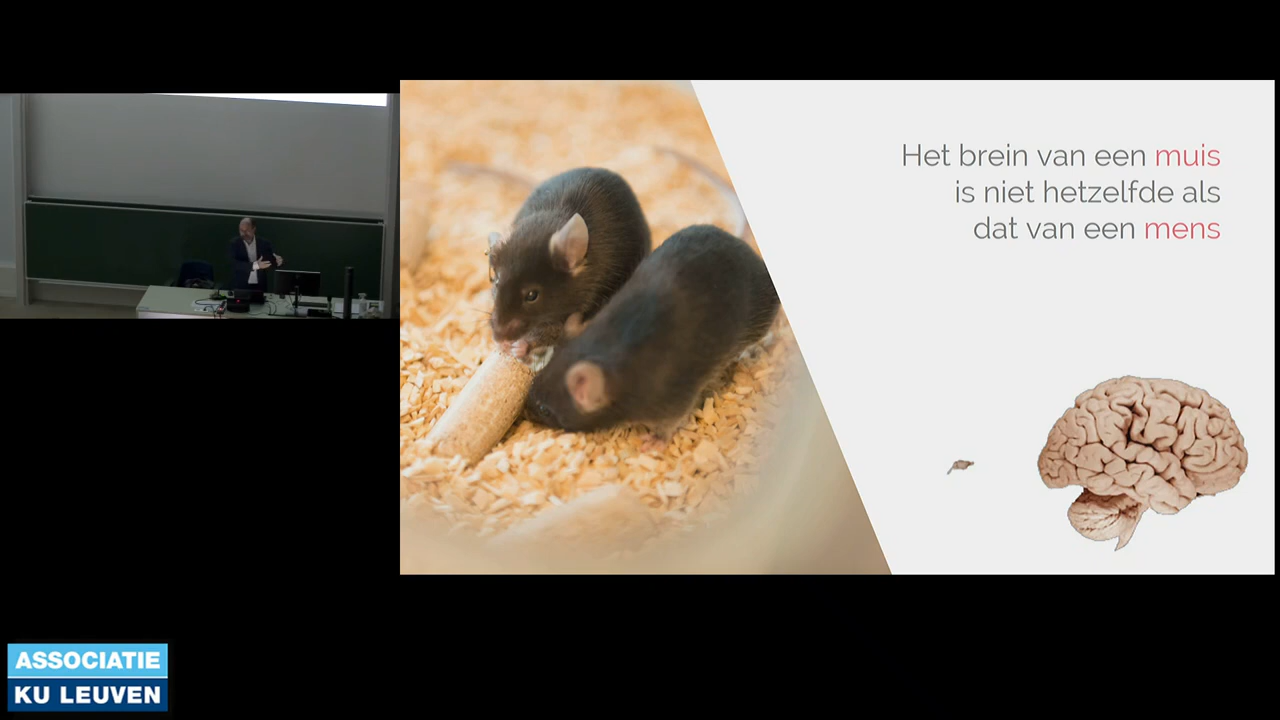 Het brein van een muis
is niet hetzelfde als
dat van een mens
ASSOCIATIE
KU LEUVEN